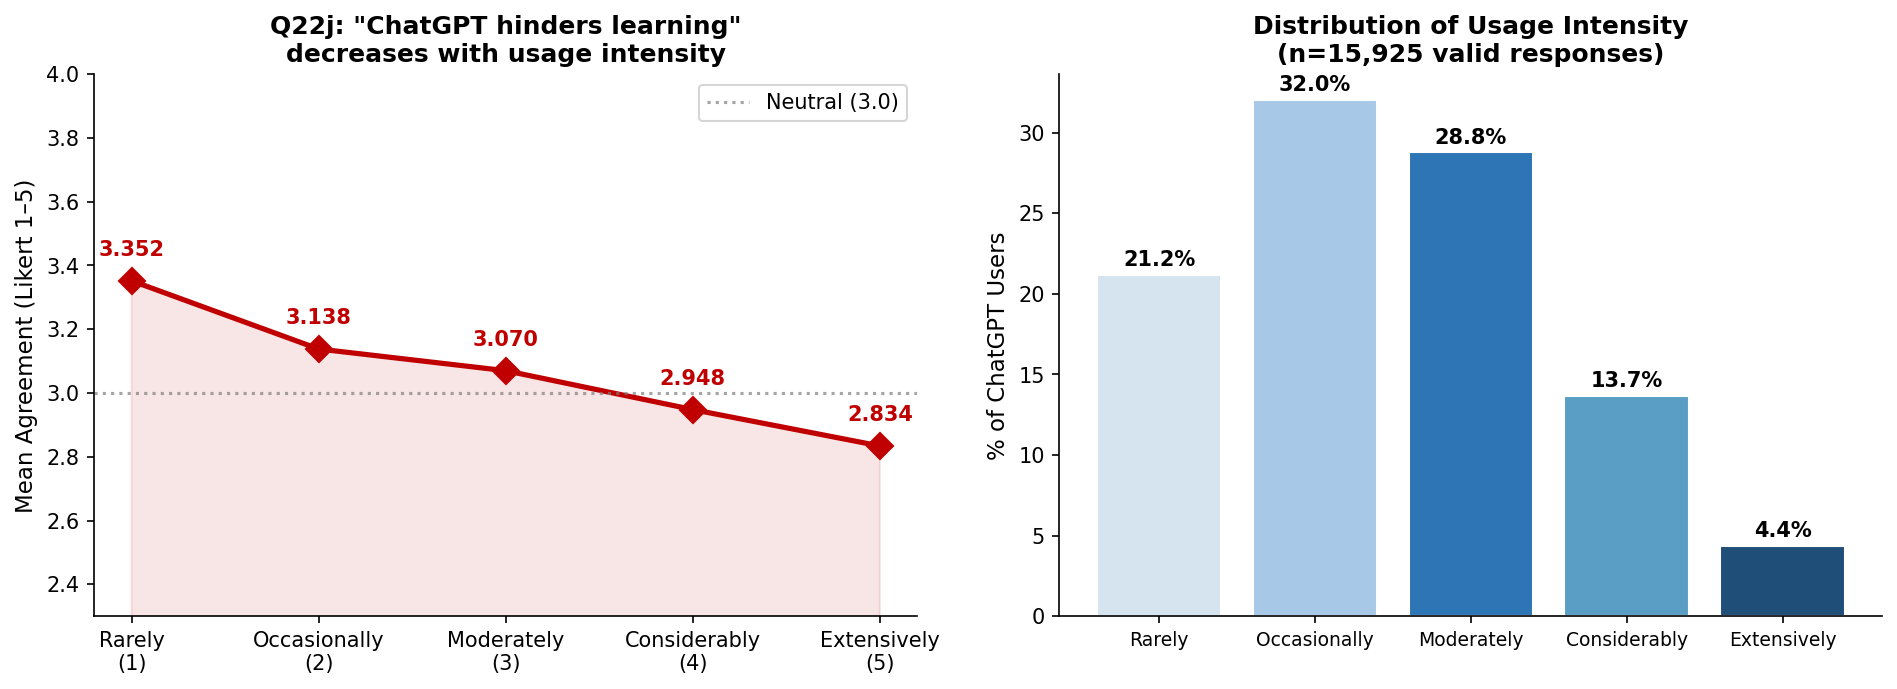 Q22j: "ChatGPT hinders learning"
decreases with usage intensity
Mean Agreement (Likert 1–5)
4.0
3.8
3.6
3.4
3.2
3.0
2.8
2.6
2.4
Neutral (3.0)
3.352
3.138
3.070
2.948
2.834
Rarely
(1)
Occasionally
(2)
Moderately
(3)
Considerably
(4)
Extensively
(5)
Distribution of Usage Intensity
(n=15,925 valid responses)
% of ChatGPT Users
30
25
20
15
10
5
0
21.2%
32.0%
28.8%
13.7%
4.4%
Rarely
Occasionally
Moderately
Considerably
Extensively